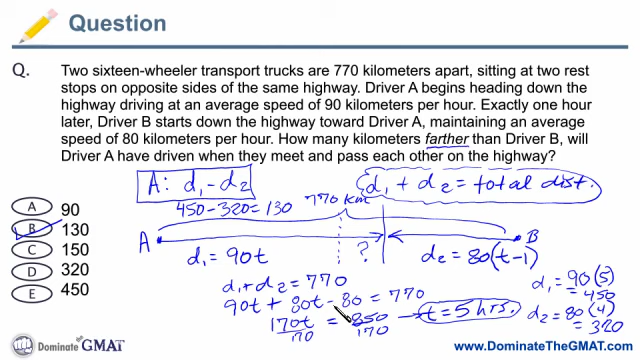 Question
Q. Two sixteen-wheeler transport trucks are 770 kilometers apart, sitting at two rest
stops on opposite sides of the same highway. Driver A begins heading down the
highway driving at an average speed of 90 kilometers per hour. Exactly one hour
later, Driver B starts down the highway toward Driver A, maintaining an average
speed of 80 kilometers per hour. How many kilometers farther than Driver B, will
Driver A have driven when they meet and pass each other on the highway?
A 90
B 130
C 150
D 320
E 450
A: d₁ - d₂
d₁ + d₂ = total dist.
450 - 320 = 130
770 km
A
?
B
d₁ = 90t
d₂ = 80(t-1)
d₁ + d₂ = 770
90t + 80t - 80 = 770
170t = 850
170 170
→ t = 5 hrs.
d₁ = 90(5)
= 450
d₂ = 80(4)
= 320
Dominate the GMAT
www.DominateTheGMAT.com